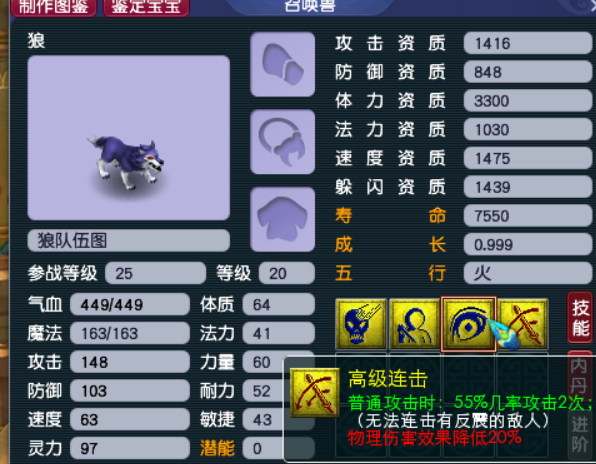 制作图鉴 鉴定宝宝 召唤兽
狼
攻击资质 1416
防御资质 848
体力资质 3300
法力资质 1030
速度资质 1475
躲闪资质 1439
寿命 7550
狼队伍图
成长 0.999
参战等级 25 等级 20
五行 火
气血 449/449 体质 64
技能
魔法 163/163 法力 41
攻击 148 力量 60
内丹
高级连击
防御 103 耐力 52
普通攻击时：55%几率攻击2次；
（无法连击有反震的敌人）
速度 63 敏捷 43
进阶
物理伤害效果降低20%
灵力 97 潜能 0